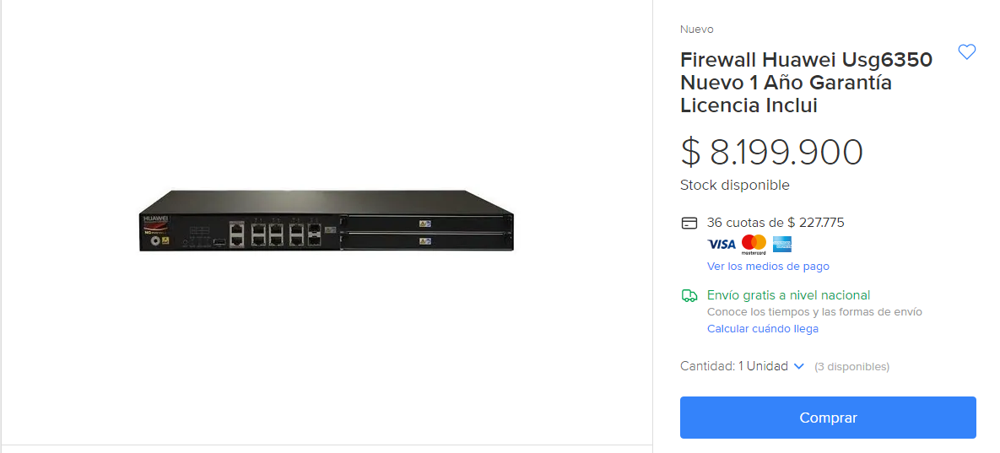 Nuevo
Firewall Huawei Usg6350
Nuevo 1 Año Garantía
Licencia Inclui
$ 8.199.900
Stock disponible
36 cuotas de $ 227.775
VISA mastercard
Ver los medios de pago
Envío gratis a nivel nacional
Conoce los tiempos y las formas de envío
Calcular cuándo llega
Cantidad: 1 Unidad (3 disponibles)
Comprar
HUAWEI